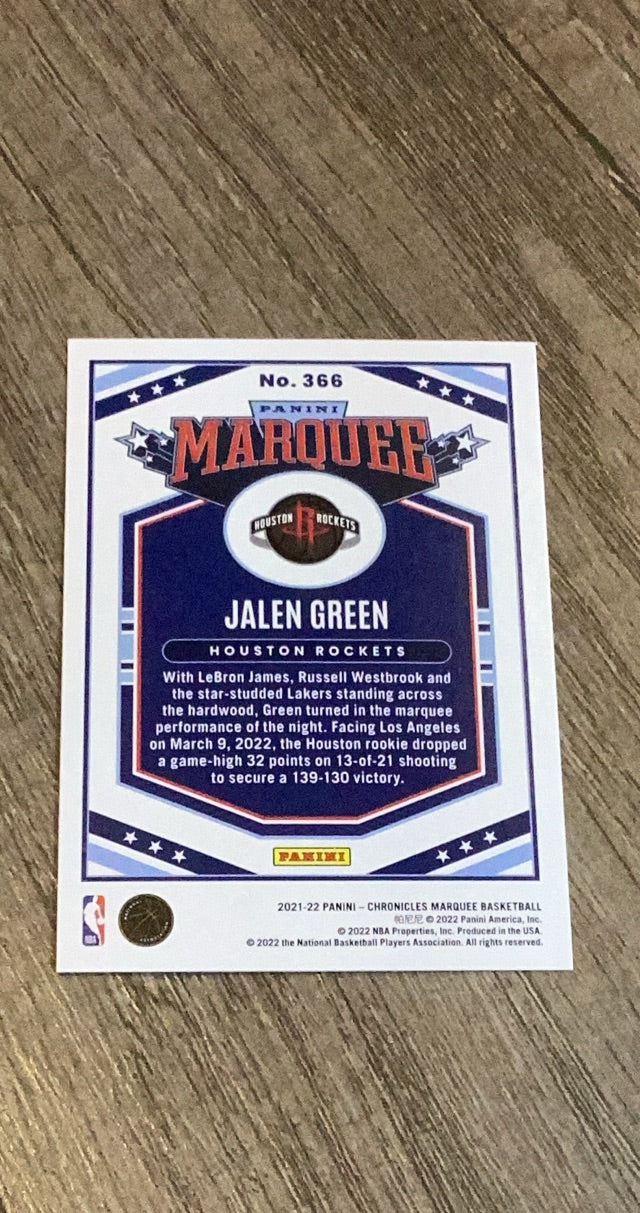 No. 366
PANINI
MARQUEE
HOUSTON ROCKETS
JALEN GREEN
HOUSTON ROCKETS
With LeBron James, Russell Westbrook and
the star-studded Lakers standing across
the hardwood, Green turned in the marquee
performance of the night. Facing Los Angeles
on March 9, 2022, the Houston rookie dropped
a game-high 32 points on 13-of-21 shooting
to secure a 139-130 victory.
PANINI
2021-22 PANINI – CHRONICLES MARQUEE BASKETBALL
帕尼尼 © 2022 Panini America, Inc.
© 2022 NBA Properties, Inc. Produced in the USA.
© 2022 the National Basketball Players Association. All rights reserved.
NBA